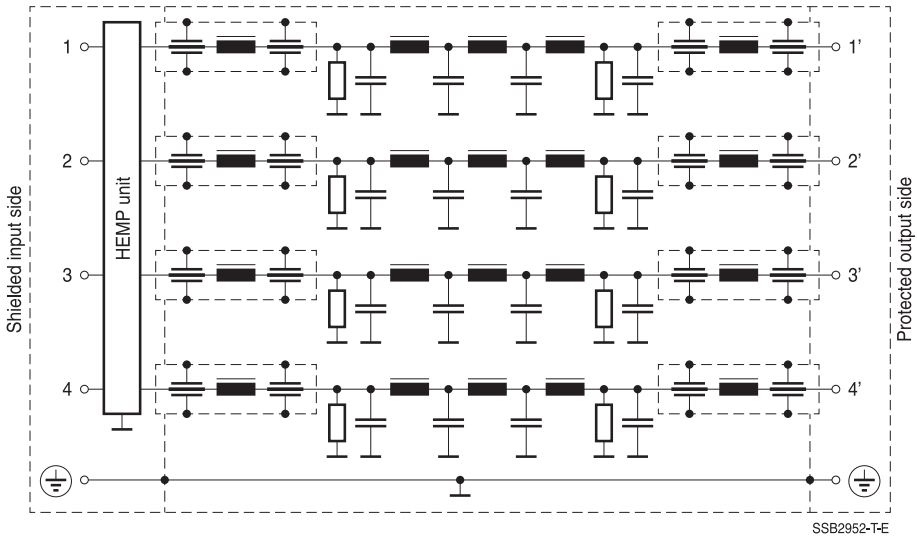 Shielded input side
HEMP unit
1
1'
2
2'
3
3'
4
4'
Protected output side
SSB2952-T-E